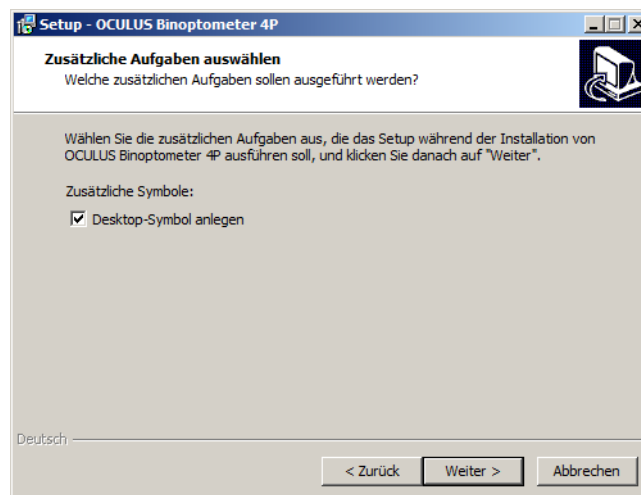 Setup - OCULUS Binoptometer 4P
Zusätzliche Aufgaben auswählen
Welche zusätzlichen Aufgaben sollen ausgeführt werden?
Wählen Sie die zusätzlichen Aufgaben aus, die das Setup während der Installation von
OCULUS Binoptometer 4P ausführen soll, und klicken Sie danach auf "Weiter".
Zusätzliche Symbole:
Desktop-Symbol anlegen
Deutsch
< Zurück
Weiter >
Abbrechen